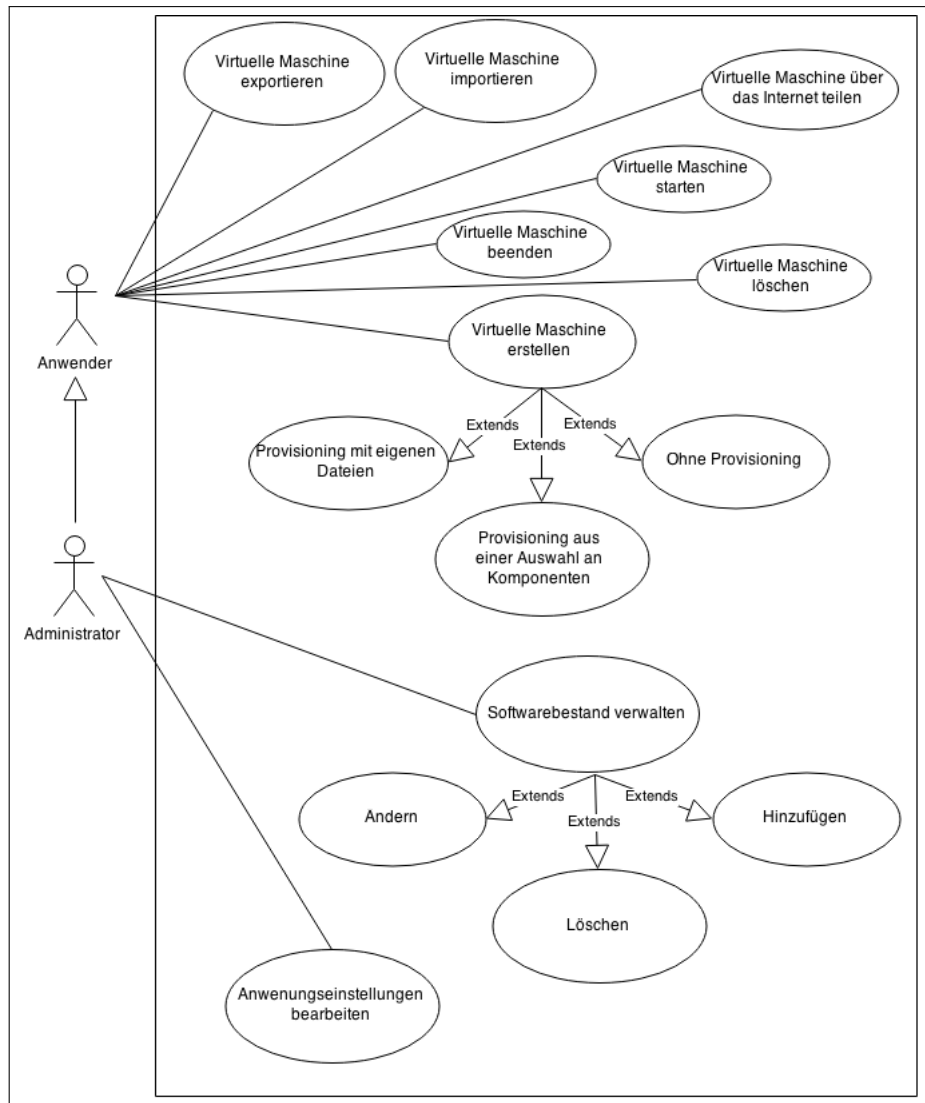 Virtuelle Maschine
exportieren
Virtuelle Maschine
importieren
Virtuelle Maschine über
das Internet teilen
Virtuelle Maschine
starten
Virtuelle Maschine
beenden
Virtuelle Maschine
löschen
Virtuelle Maschine
erstellen
Anwender
Extends
Extends
Extends
Provisioning mit eigenen
Dateien
Ohne Provisioning
Provisioning aus
einer Auswahl an
Komponenten
Administrator
Softwarebestand verwalten
Extends
Extends
Extends
Andern
Hinzufügen
Löschen
Anwenungseinstellungen
bearbeiten